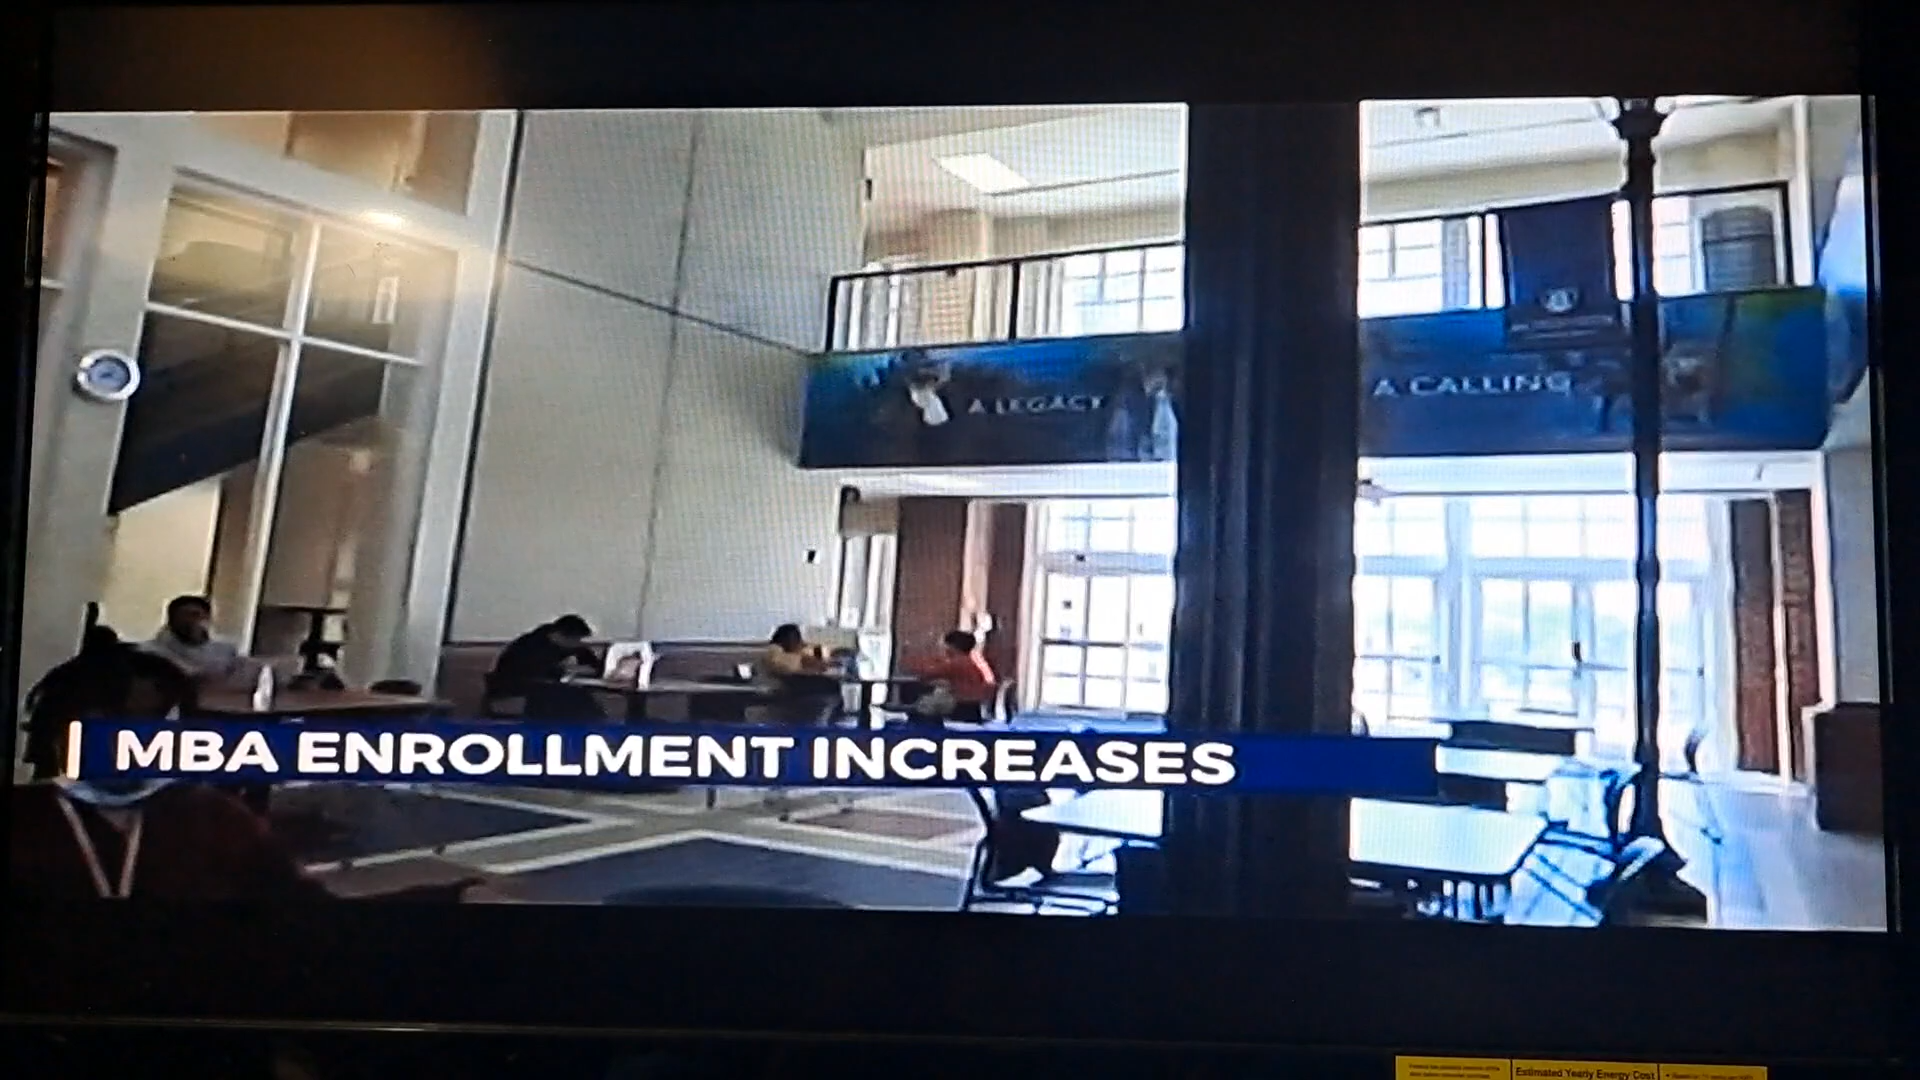 A LEGACY
A CALLING
MBA ENROLLMENT INCREASES
Estimated Yearly Energy Cost